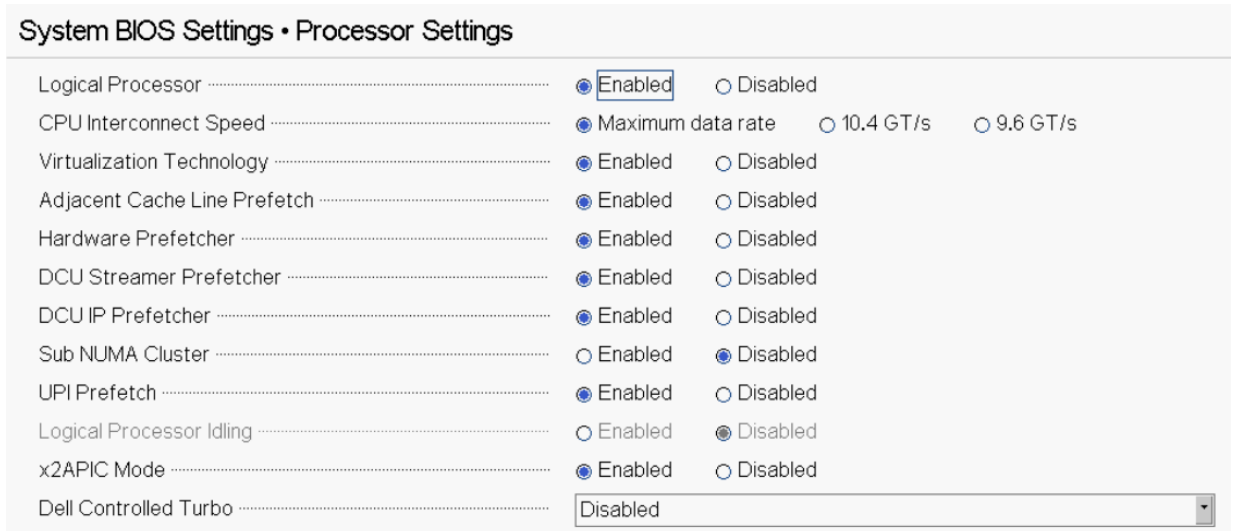 System BIOS Settings • Processor Settings
Logical Processor Enabled Disabled
CPU Interconnect Speed Maximum data rate 10.4 GT/s 9.6 GT/s
Virtualization Technology Enabled Disabled
Adjacent Cache Line Prefetch Enabled Disabled
Hardware Prefetcher Enabled Disabled
DCU Streamer Prefetcher Enabled Disabled
DCU IP Prefetcher Enabled Disabled
Sub NUMA Cluster Enabled Disabled
UPI Prefetch Enabled Disabled
Logical Processor Idling Enabled Disabled
x2APIC Mode Enabled Disabled
Dell Controlled Turbo Disabled